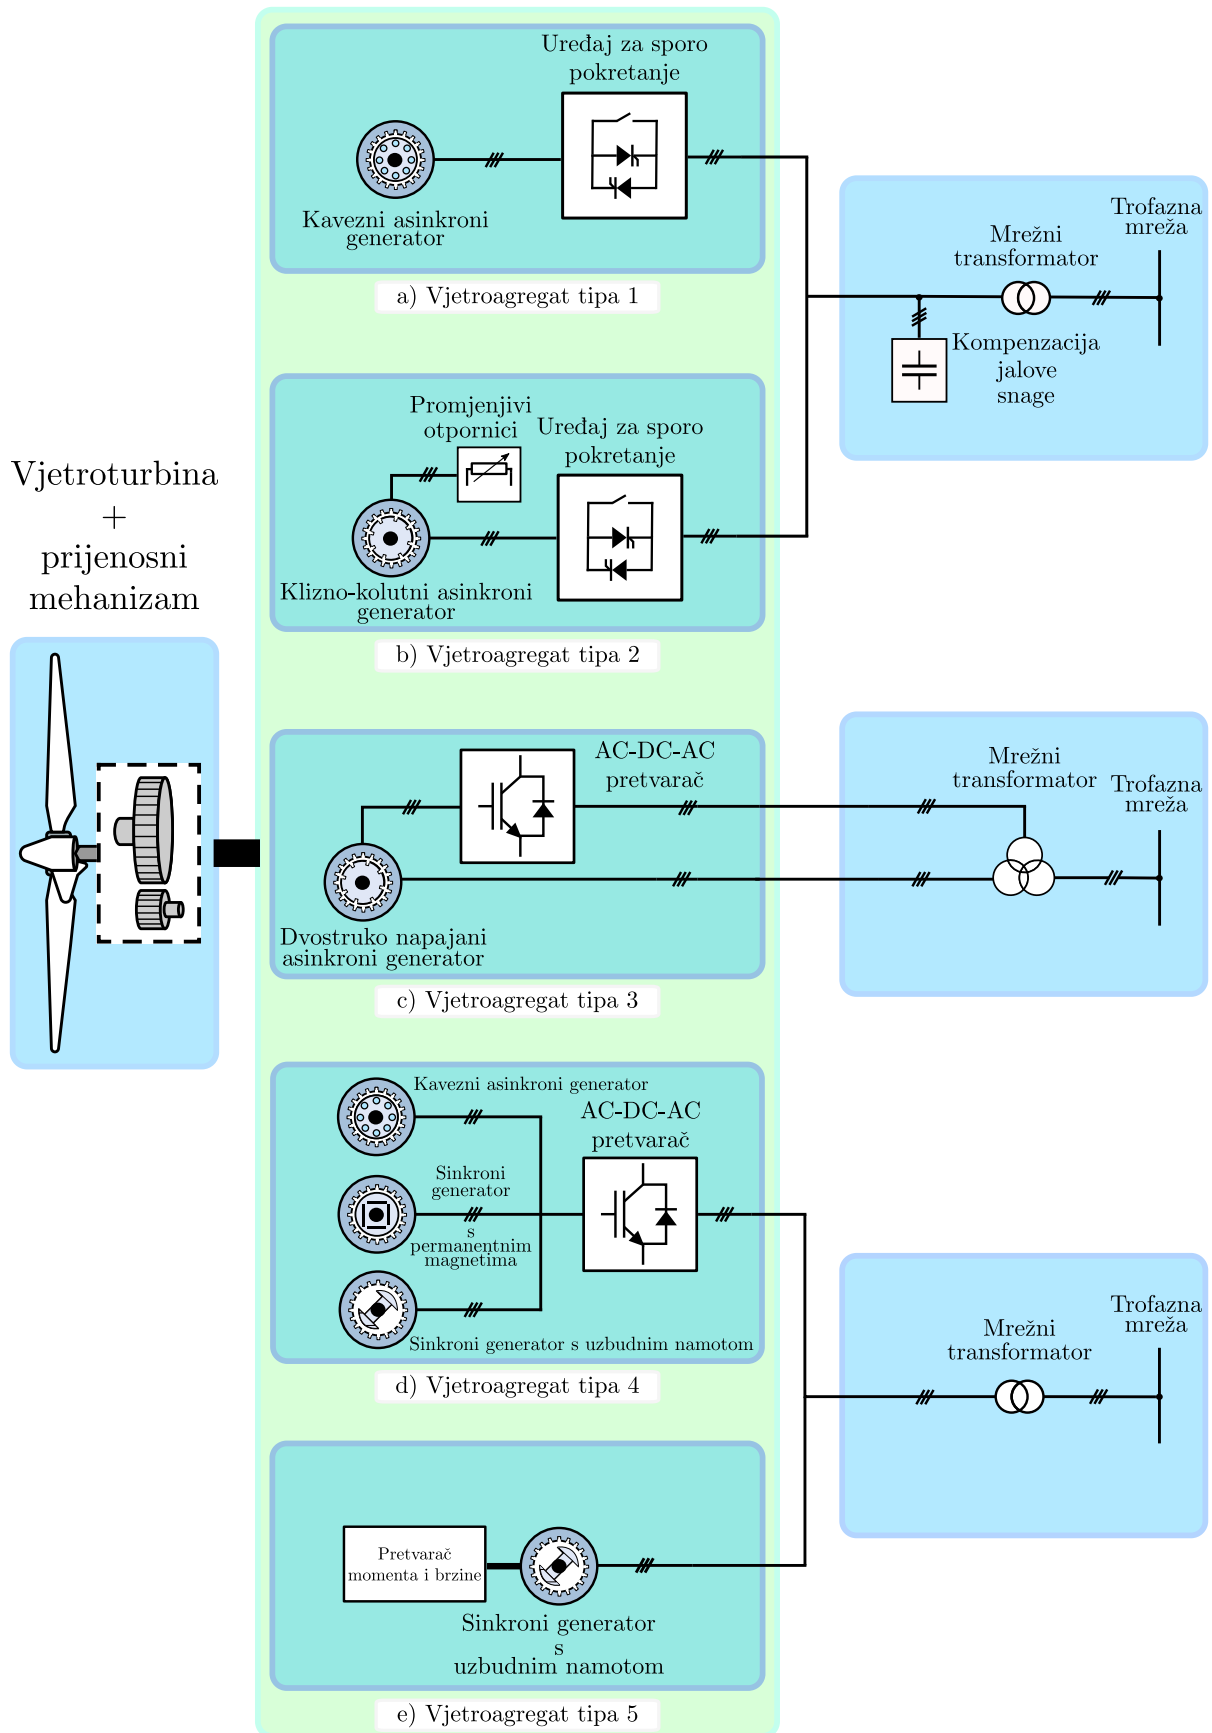 Vjetroturbina
+
prijenosni
mehanizam
Uređaj za sporo
pokretanje
Kavezni asinkroni
generator
a) Vjetroagregat tipa 1
Trofazna
mreža
Mrežni
transformator
Kompenzacija
jalove
snage
Promjenjivi
otpornici
Uređaj za sporo
pokretanje
Klizno-kolutni asinkroni
generator
b) Vjetroagregat tipa 2
AC-DC-AC
pretvarač
Dvostruko napajani
asinkroni generator
c) Vjetroagregat tipa 3
Mrežni
transformator
Trofazna
mreža
Kavezni asinkroni generator
AC-DC-AC
pretvarač
Sinkroni
generator
s
permanentnim
magnetima
Sinkroni generator s uzbudnim namotom
d) Vjetroagregat tipa 4
Trofazna
mreža
Mrežni
transformator
Pretvarač
momenta i brzine
Sinkroni generator
s
uzbudnim namotom
e) Vjetroagregat tipa 5